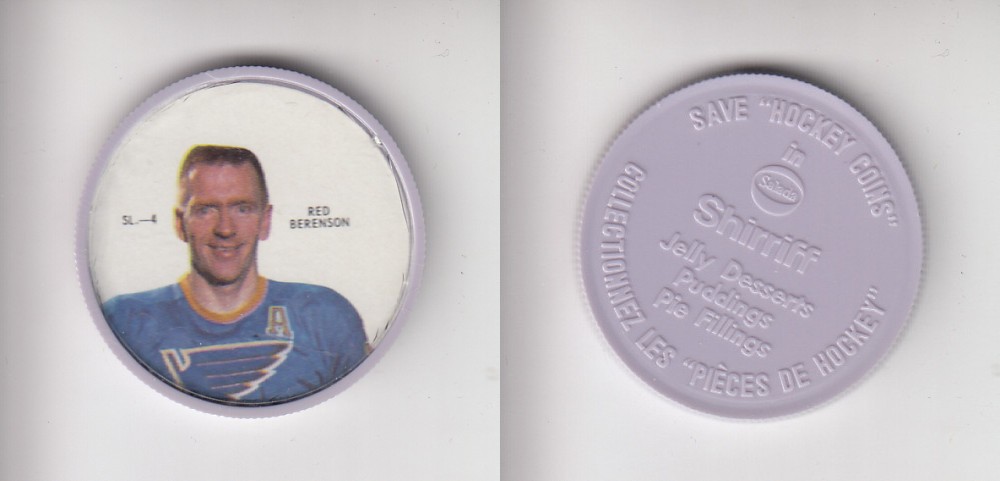 SL.—4
RED
BERENSON
A
SAVE "HOCKEY COINS"
in
Salada
Shirriff
Jelly Desserts
Puddings
Pie Fillings
COLLECTIONNEZ LES "PIÈCES DE HOCKEY"